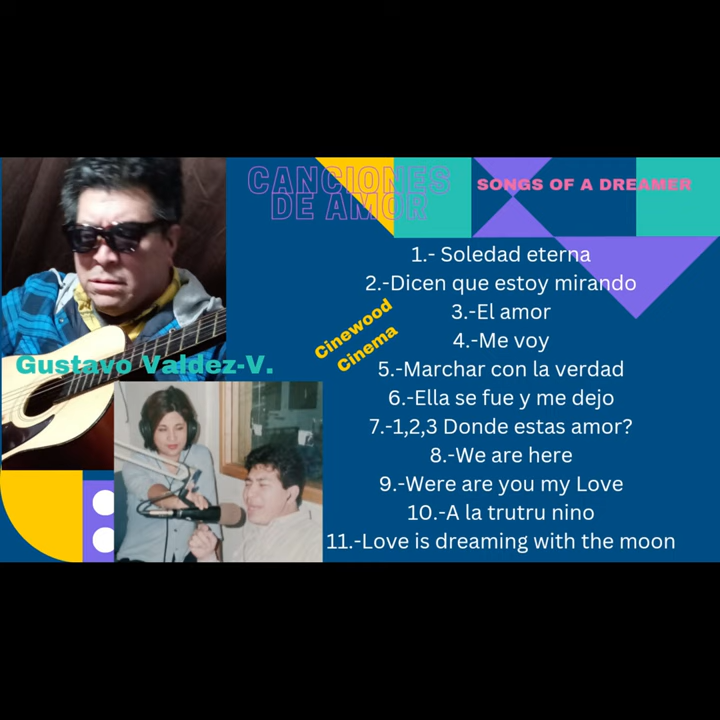 CANCIONES
DE AMOR
SONGS OF A DREAMER
Gustavo Valdez-V.
Cinewood
Cinema
1.- Soledad eterna
2.-Dicen que estoy mirando
3.-El amor
4.-Me voy
5.-Marchar con la verdad
6.-Ella se fue y me dejo
7.-1,2,3 Donde estas amor?
8.-We are here
9.-Were are you my Love
10.-A la trutru nino
11.-Love is dreaming with the moon